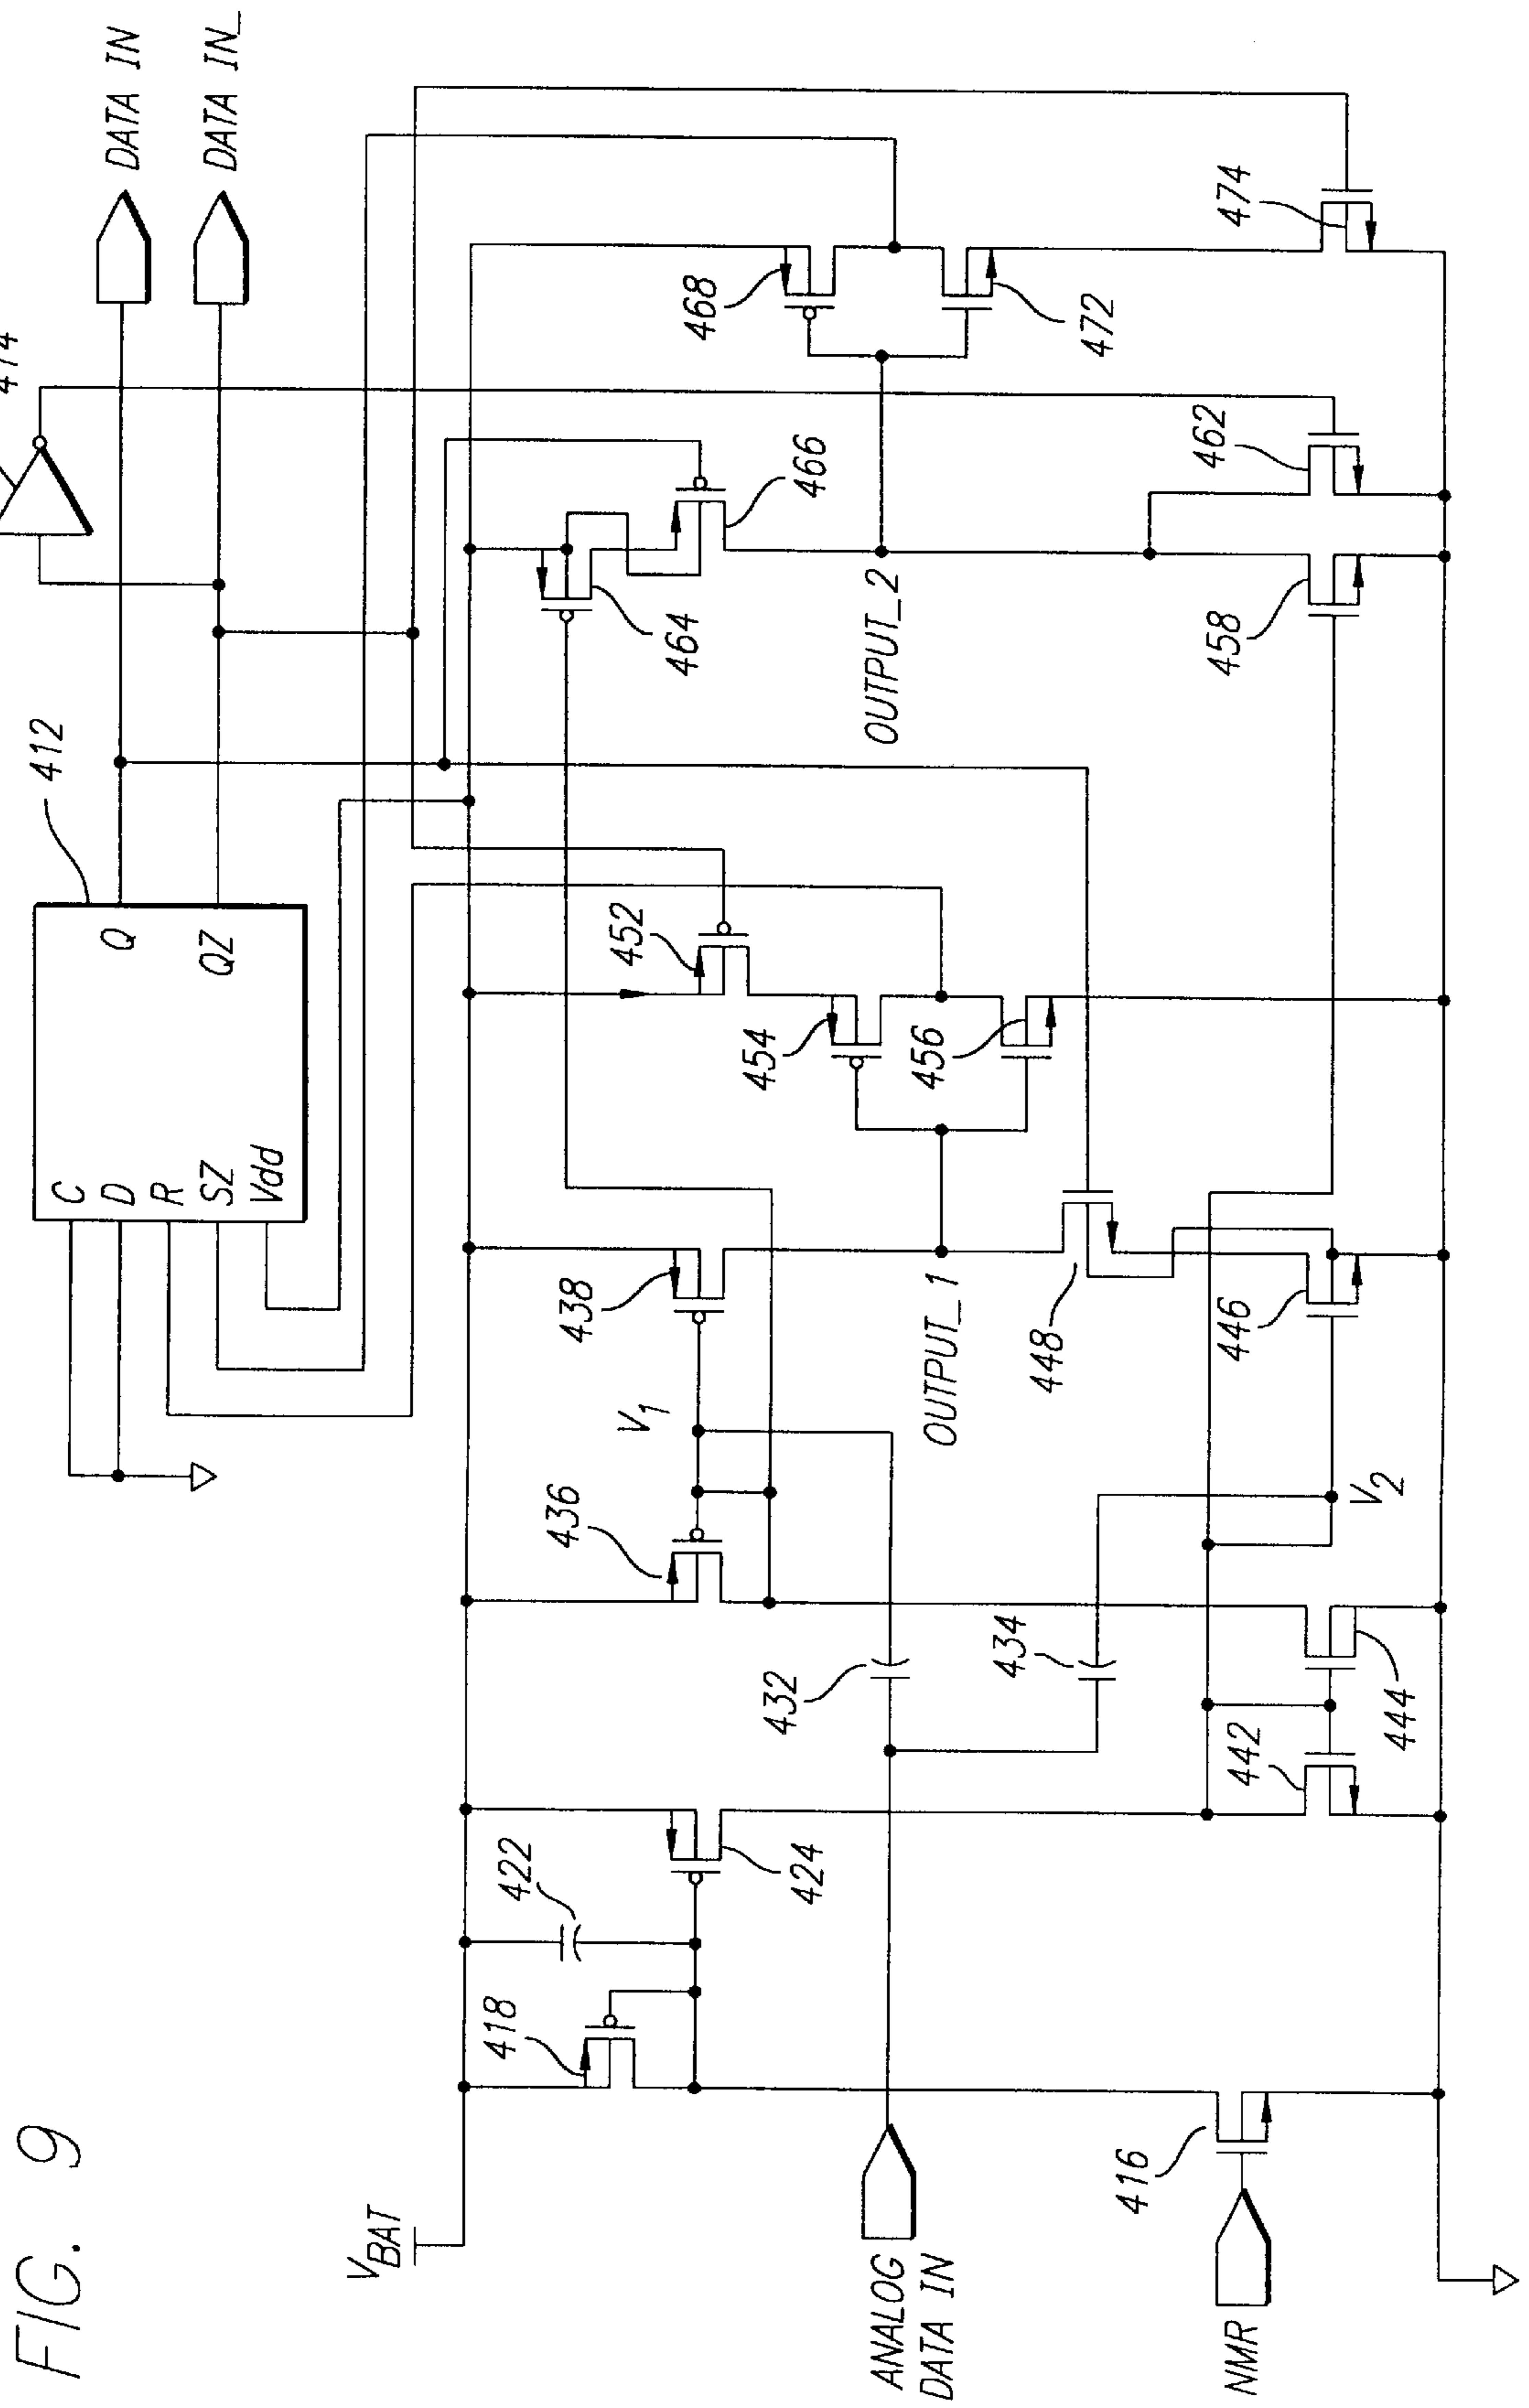 FIG. 9
412
C
D
R
SZ
Vdd
Q
QZ
DATA IN
DATA IN_
V_BAT
418
422
424
436
V1
438
452
454
456
464
466
468
472
474
432
434
OUTPUT_1
OUTPUT_2
448
446
V2
442
444
458
462
416
ANALOG
DATA IN
NMR